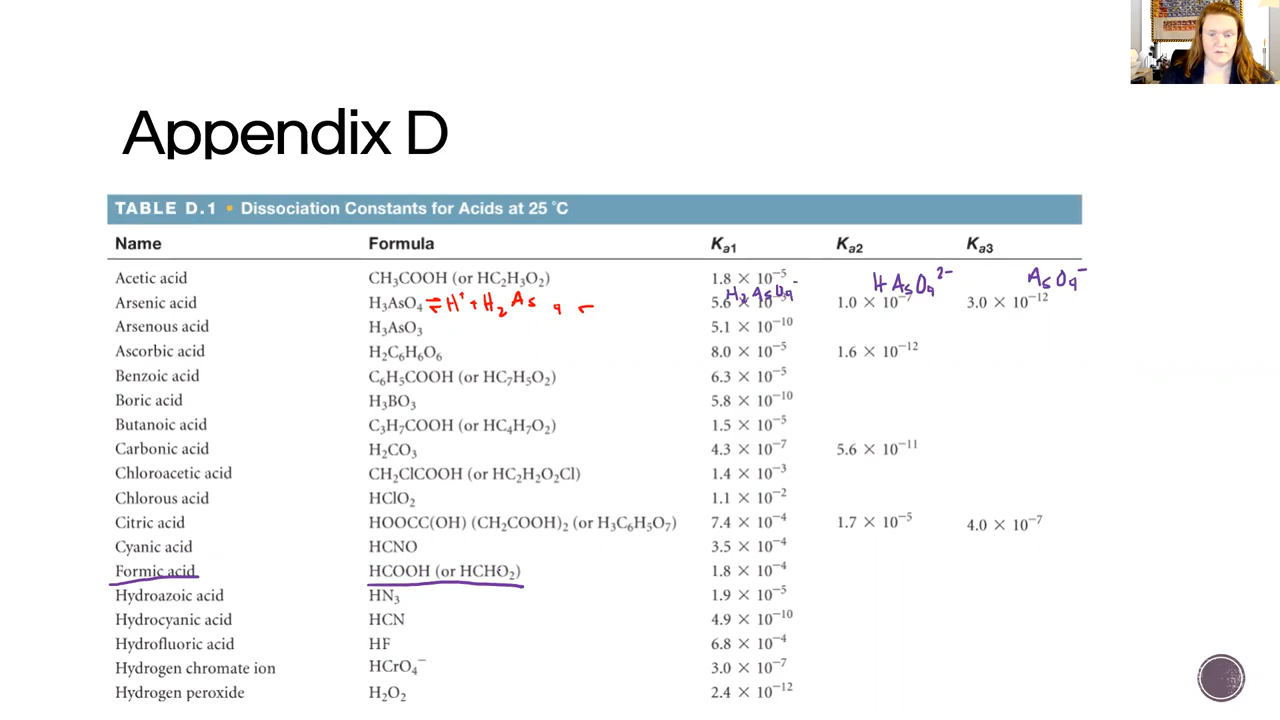 Appendix D
TABLE D.1 • Dissociation Constants for Acids at 25 °C
Name Formula Ka1 Ka2 Ka3
Acetic acid CH₃COOH (or HC₂H₃O₂) 1.8 × 10⁻⁵
H₂AsO₄⁻ HAsO₄²⁻ AsO₄⁻
Arsenic acid H₃AsO₄ ⇌ H⁺ + H₂ As 4 − 5.6 × 10 1.0 × 10⁻⁷ 3.0 × 10⁻¹²
Arsenous acid H₃AsO₃ 5.1 × 10⁻¹⁰
Ascorbic acid H₂C₆H₆O₆ 8.0 × 10⁻⁵ 1.6 × 10⁻¹²
Benzoic acid C₆H₅COOH (or HC₇H₅O₂) 6.3 × 10⁻⁵
Boric acid H₃BO₃ 5.8 × 10⁻¹⁰
Butanoic acid C₃H₇COOH (or HC₄H₇O₂) 1.5 × 10⁻⁵
Carbonic acid H₂CO₃ 4.3 × 10⁻⁷ 5.6 × 10⁻¹¹
Chloroacetic acid CH₂ClCOOH (or HC₂H₂O₂Cl) 1.4 × 10⁻³
Chlorous acid HClO₂ 1.1 × 10⁻²
Citric acid HOOCC(OH) (CH₂COOH)₂ (or H₃C₆H₅O₇) 7.4 × 10⁻⁴ 1.7 × 10⁻⁵ 4.0 × 10⁻⁷
Cyanic acid HCNO 3.5 × 10⁻⁴
Formic acid HCOOH (or HCHO₂) 1.8 × 10⁻⁴
Hydroazoic acid HN₃ 1.9 × 10⁻⁵
Hydrocyanic acid HCN 4.9 × 10⁻¹⁰
Hydrofluoric acid HF 6.8 × 10⁻⁴
Hydrogen chromate ion HCrO₄⁻ 3.0 × 10⁻⁷
Hydrogen peroxide H₂O₂ 2.4 × 10⁻¹²